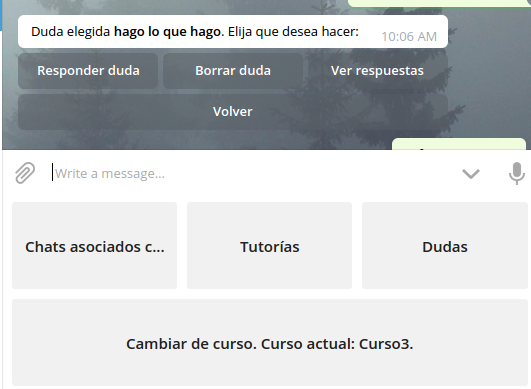 Duda elegida hago lo que hago. Elija que desea hacer:
10:06 AM
Responder duda
Borrar duda
Ver respuestas
Volver
Write a message...
Chats asociados c...
Tutorías
Dudas
Cambiar de curso. Curso actual: Curso3.